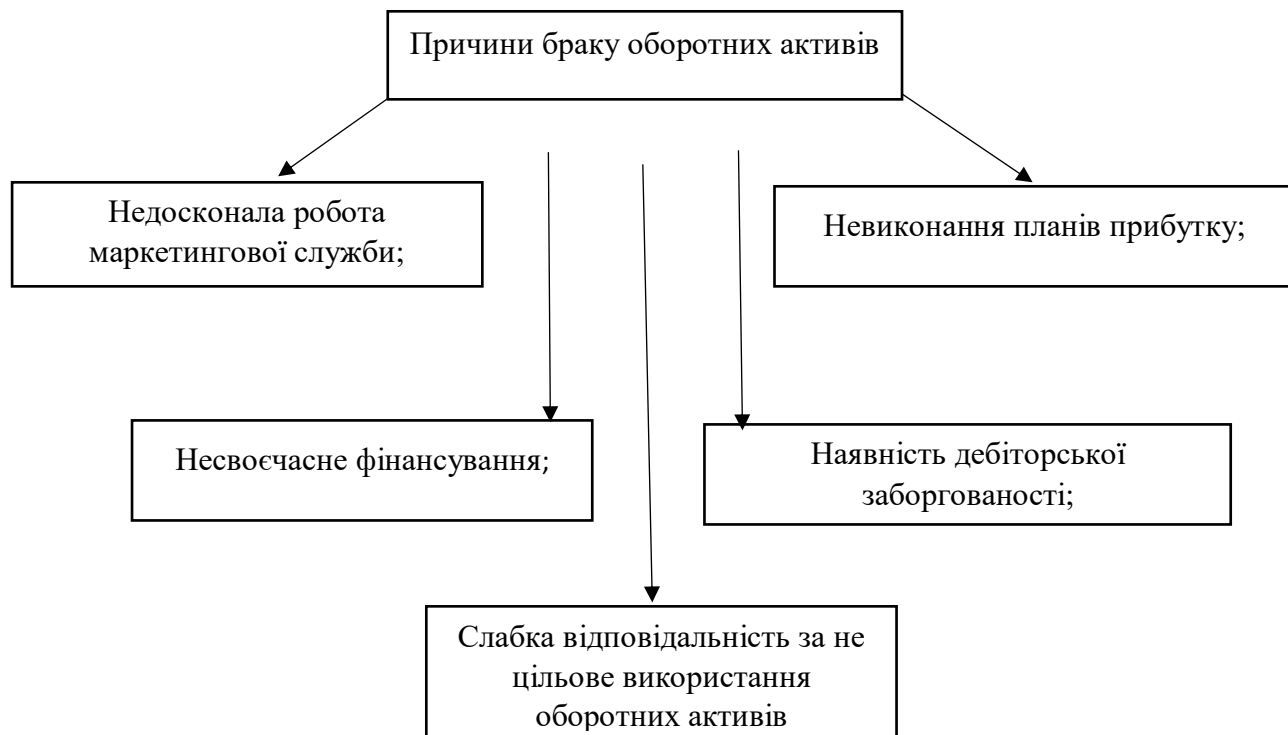 Причини браку оборотних активів
Недосконала робота
маркетингової служби;
Невиконання планів прибутку;
Несвоєчасне фінансування;
Наявність дебіторської
заборгованості;
Слабка відповідальність за не
цільове використання
оборотних активів